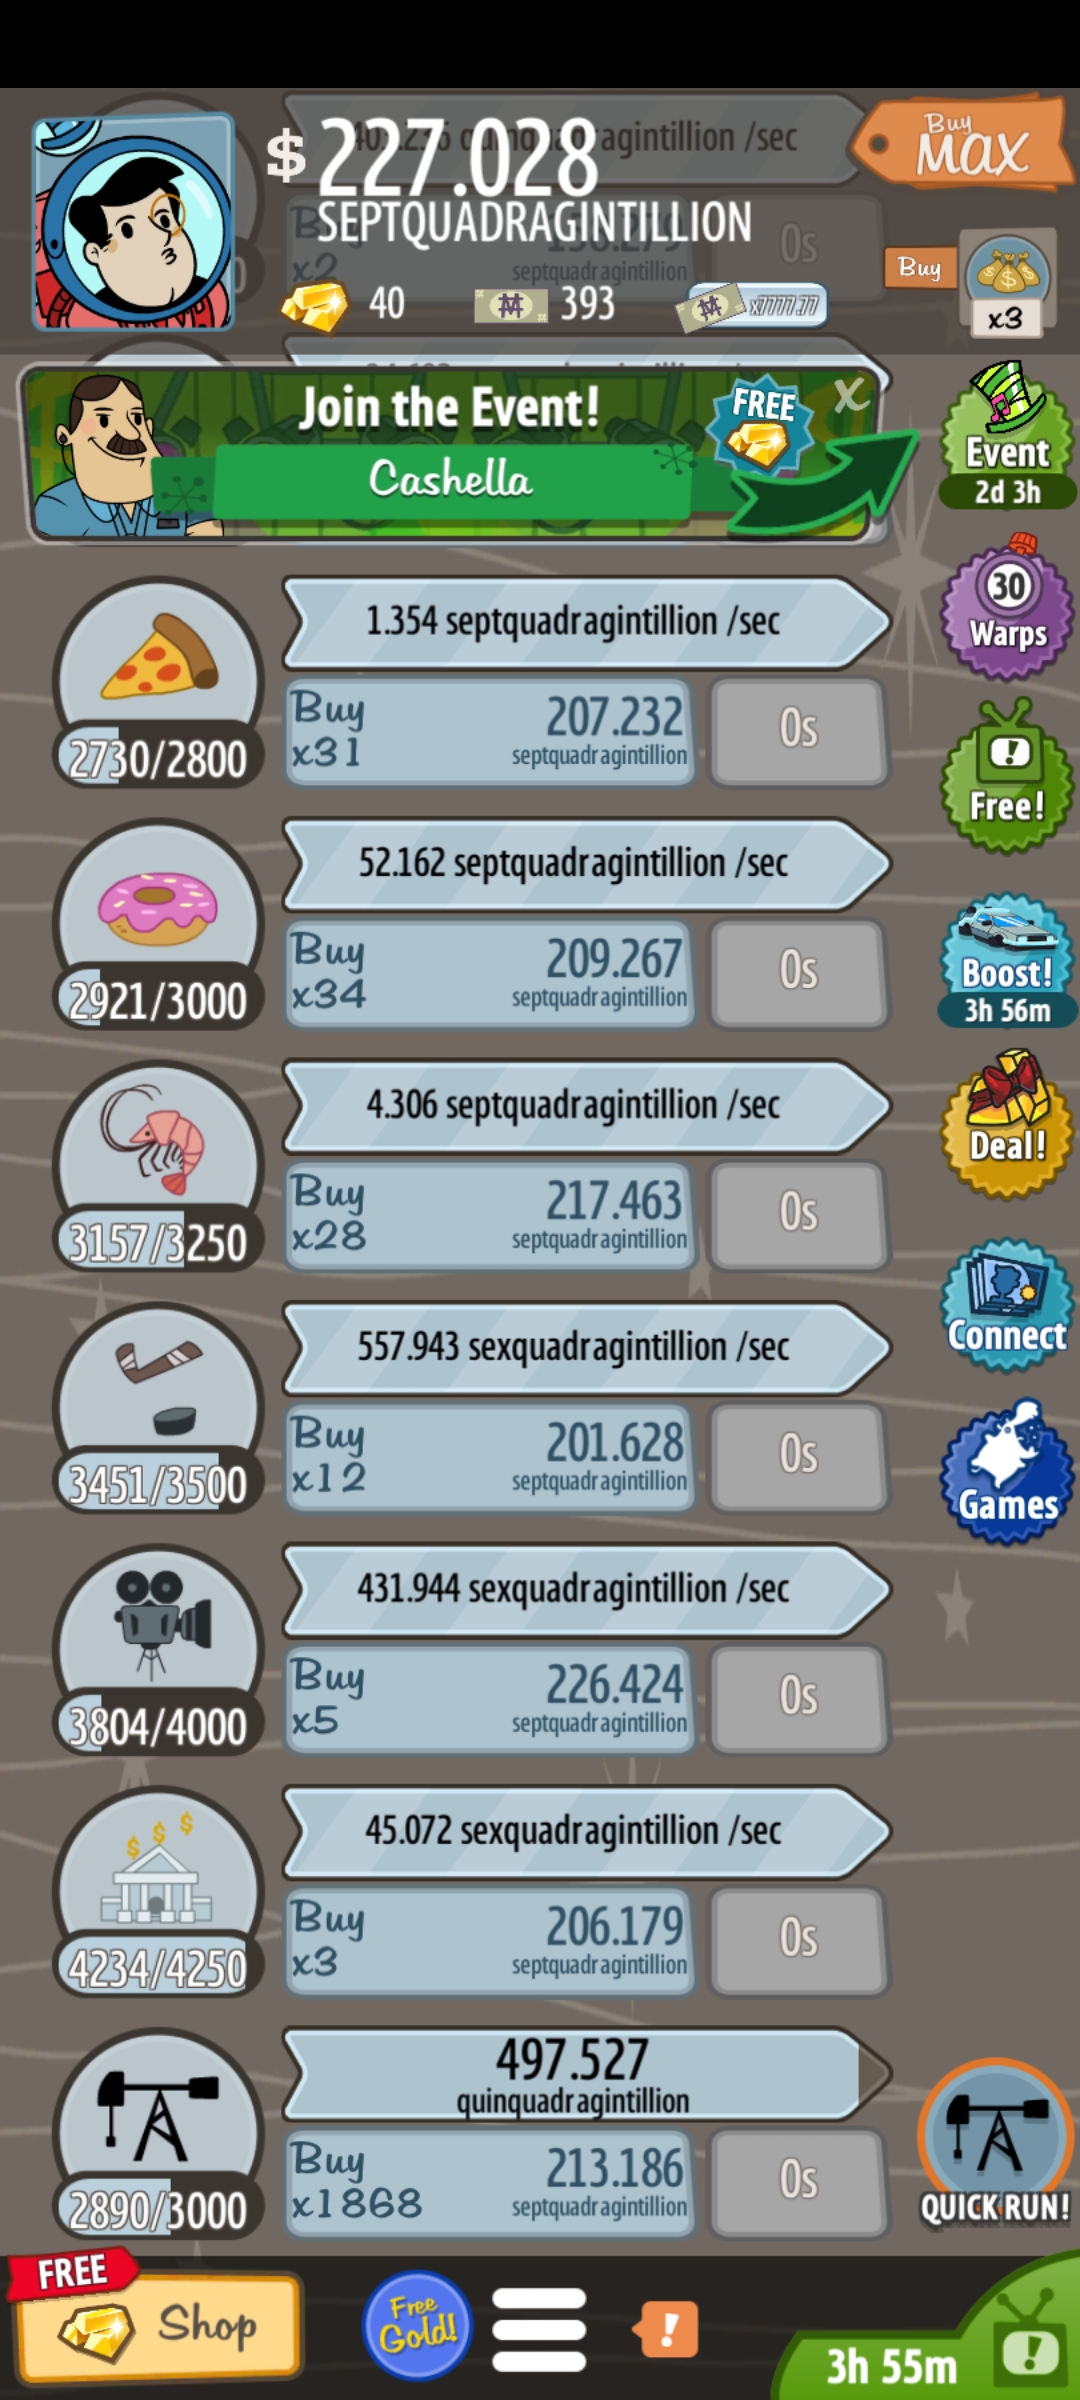 $ 227.028
SEPTQUADRAGINTILLION
Buy
MAX
x2
septquadragintillion
0s
40
393
x7777.77
Buy
x3
Join the Event!
FREE
X
Cashella
Event
2d 3h
1.354 septquadragintillion /sec
30
Warps
Buy
x31
207.232
septquadragintillion
0s
2730/2800
Free!
52.162 septquadragintillion /sec
Buy
x34
209.267
septquadragintillion
0s
2921/3000
Boost!
3h 56m
4.306 septquadragintillion /sec
Deal!
Buy
x28
217.463
septquadragintillion
0s
3157/3250
557.943 sexquadragintillion /sec
Connect
Buy
x12
201.628
septquadragintillion
0s
3451/3500
Games
431.944 sexquadragintillion /sec
Buy
x5
226.424
septquadragintillion
0s
3804/4000
45.072 sexquadragintillion /sec
Buy
x3
206.179
septquadragintillion
0s
4234/4250
497.527
quinquadragintillion
Buy
x1868
213.186
septquadragintillion
0s
2890/3000
QUICK RUN!
FREE
Shop
Free
Gold!
!
3h 55m